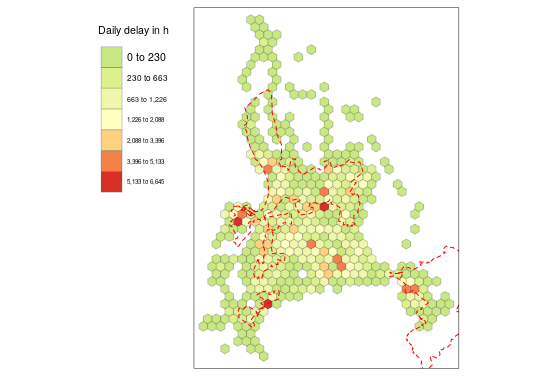 Daily delay in h
0 to 230
230 to 663
663 to 1,226
1,226 to 2,088
2,088 to 3,396
3,396 to 5,133
5,133 to 6,645